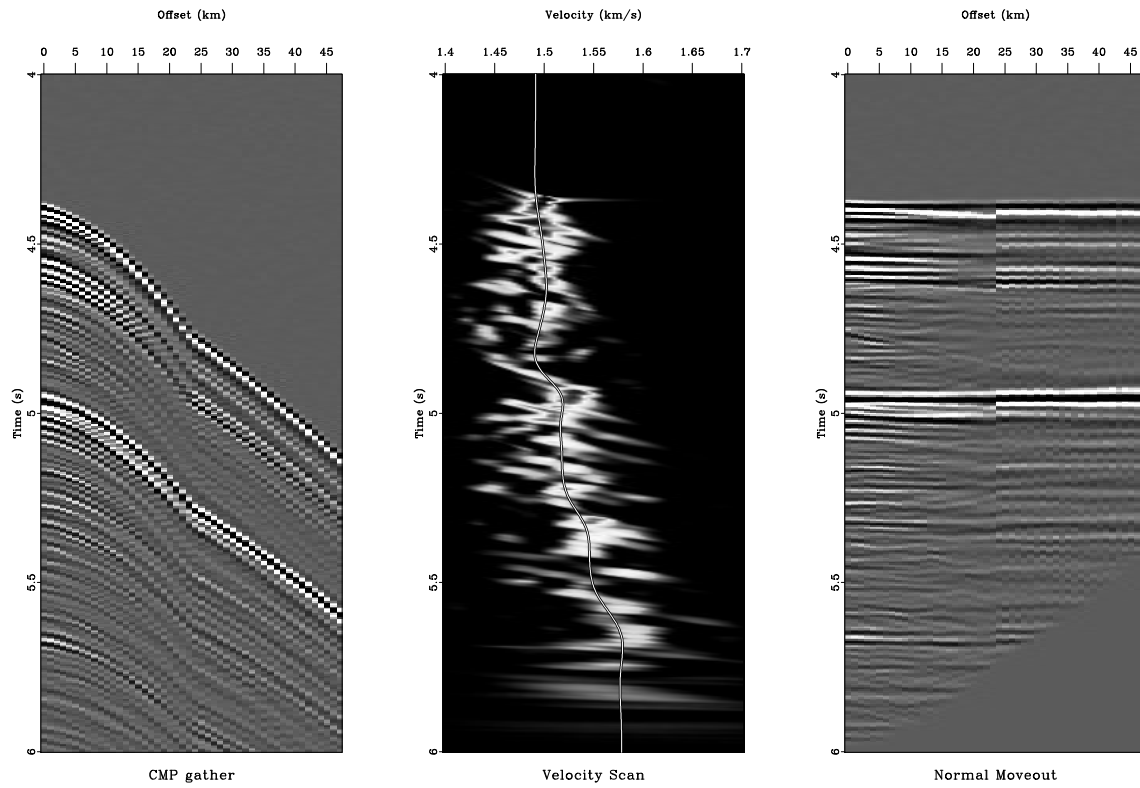 Offset (km)
0 5 10 15 20 25 30 35 40 45
4
4.5
5
5.5
6
Time (s)
CMP gather
Velocity (km/s)
1.4 1.45 1.5 1.55 1.6 1.65 1.7
4
4.5
5
5.5
6
Time (s)
Velocity Scan
Offset (km)
0 5 10 15 20 25 30 35 40 45
4
4.5
5
5.5
6
Time (s)
Normal Moveout